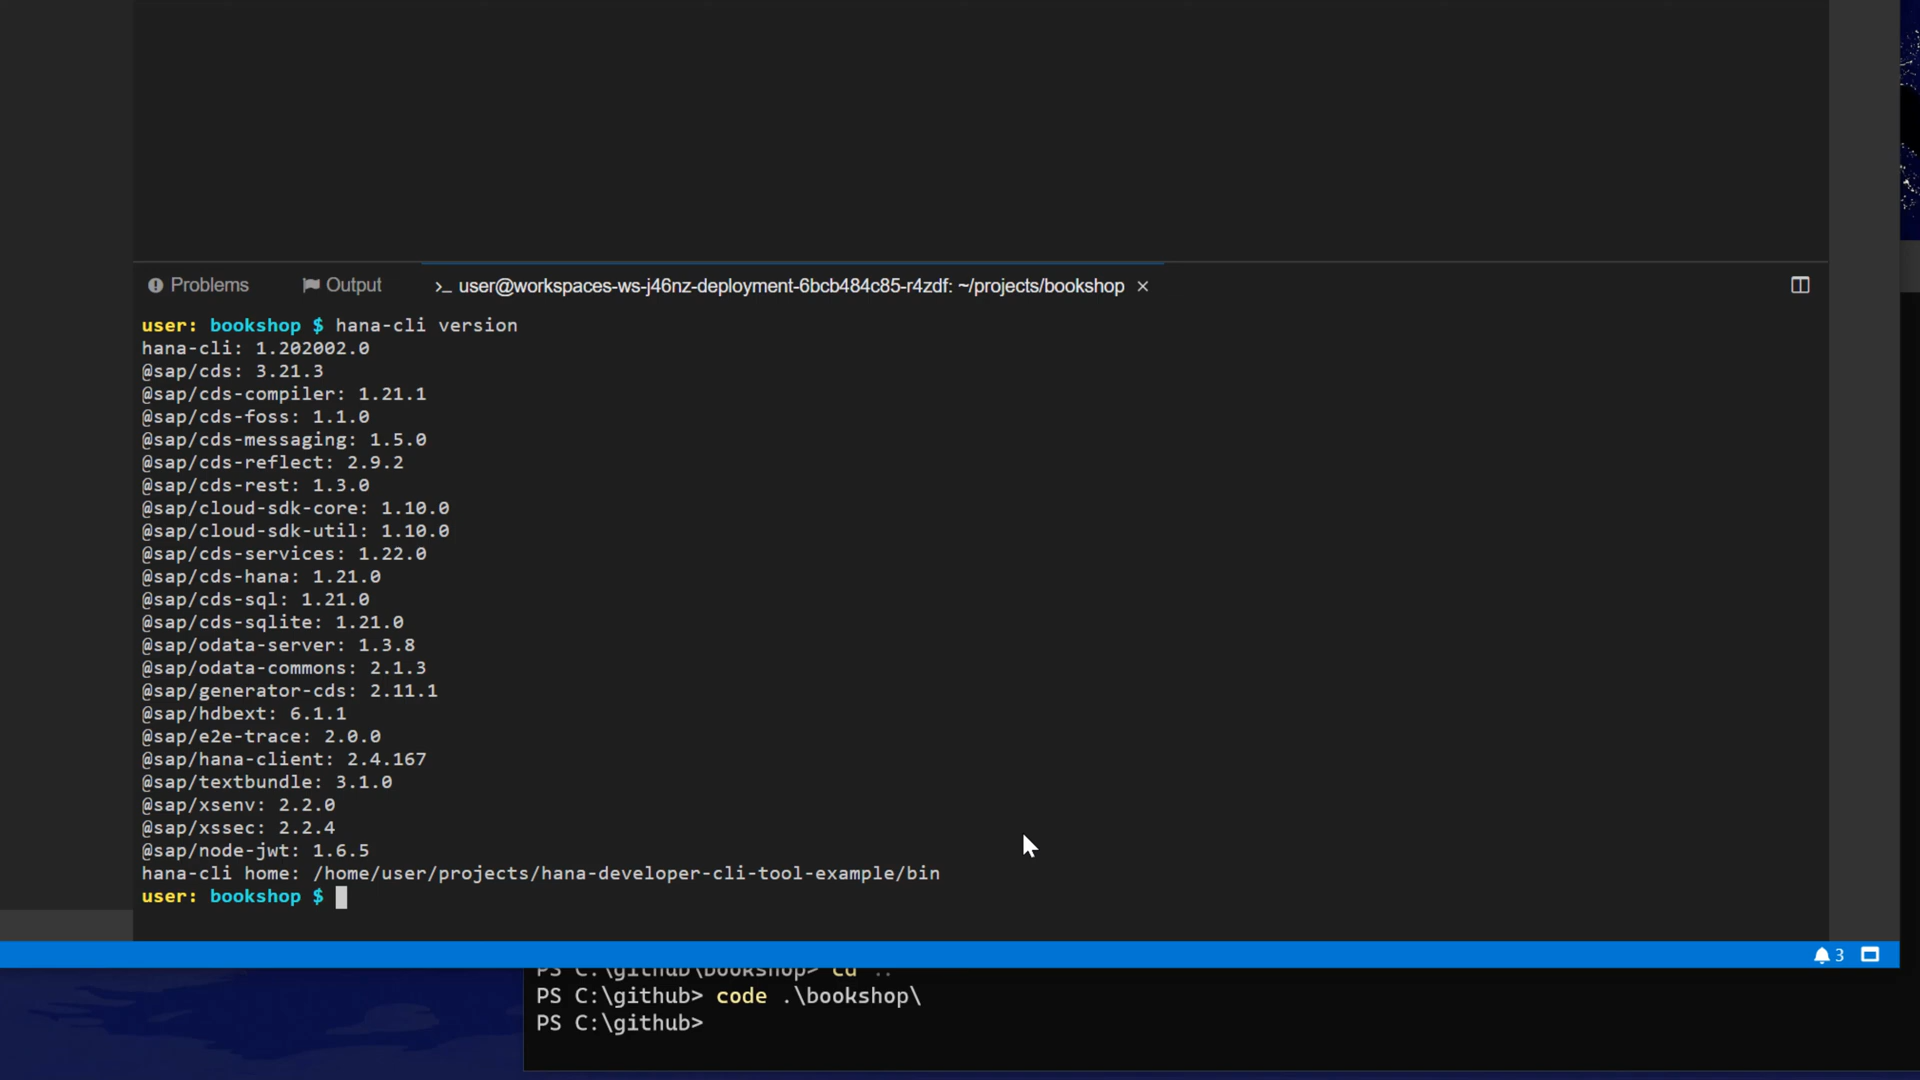 Problems
Output
>_ user@workspaces-ws-j46nz-deployment-6bcb484c85-r4zdf: ~/projects/bookshop ×
user: bookshop $ hana-cli version
hana-cli: 1.202002.0
@sap/cds: 3.21.3
@sap/cds-compiler: 1.21.1
@sap/cds-foss: 1.1.0
@sap/cds-messaging: 1.5.0
@sap/cds-reflect: 2.9.2
@sap/cds-rest: 1.3.0
@sap/cloud-sdk-core: 1.10.0
@sap/cloud-sdk-util: 1.10.0
@sap/cds-services: 1.22.0
@sap/cds-hana: 1.21.0
@sap/cds-sql: 1.21.0
@sap/cds-sqlite: 1.21.0
@sap/odata-server: 1.3.8
@sap/odata-commons: 2.1.3
@sap/generator-cds: 2.11.1
@sap/hdbext: 6.1.1
@sap/e2e-trace: 2.0.0
@sap/hana-client: 2.4.167
@sap/textbundle: 3.1.0
@sap/xsenv: 2.2.0
@sap/xssec: 2.2.4
@sap/node-jwt: 1.6.5
hana-cli home: /home/user/projects/hana-developer-cli-tool-example/bin
user: bookshop $
3
PS C:\github\bookshop> cd ..
PS C:\github> code .\bookshop\
PS C:\github>